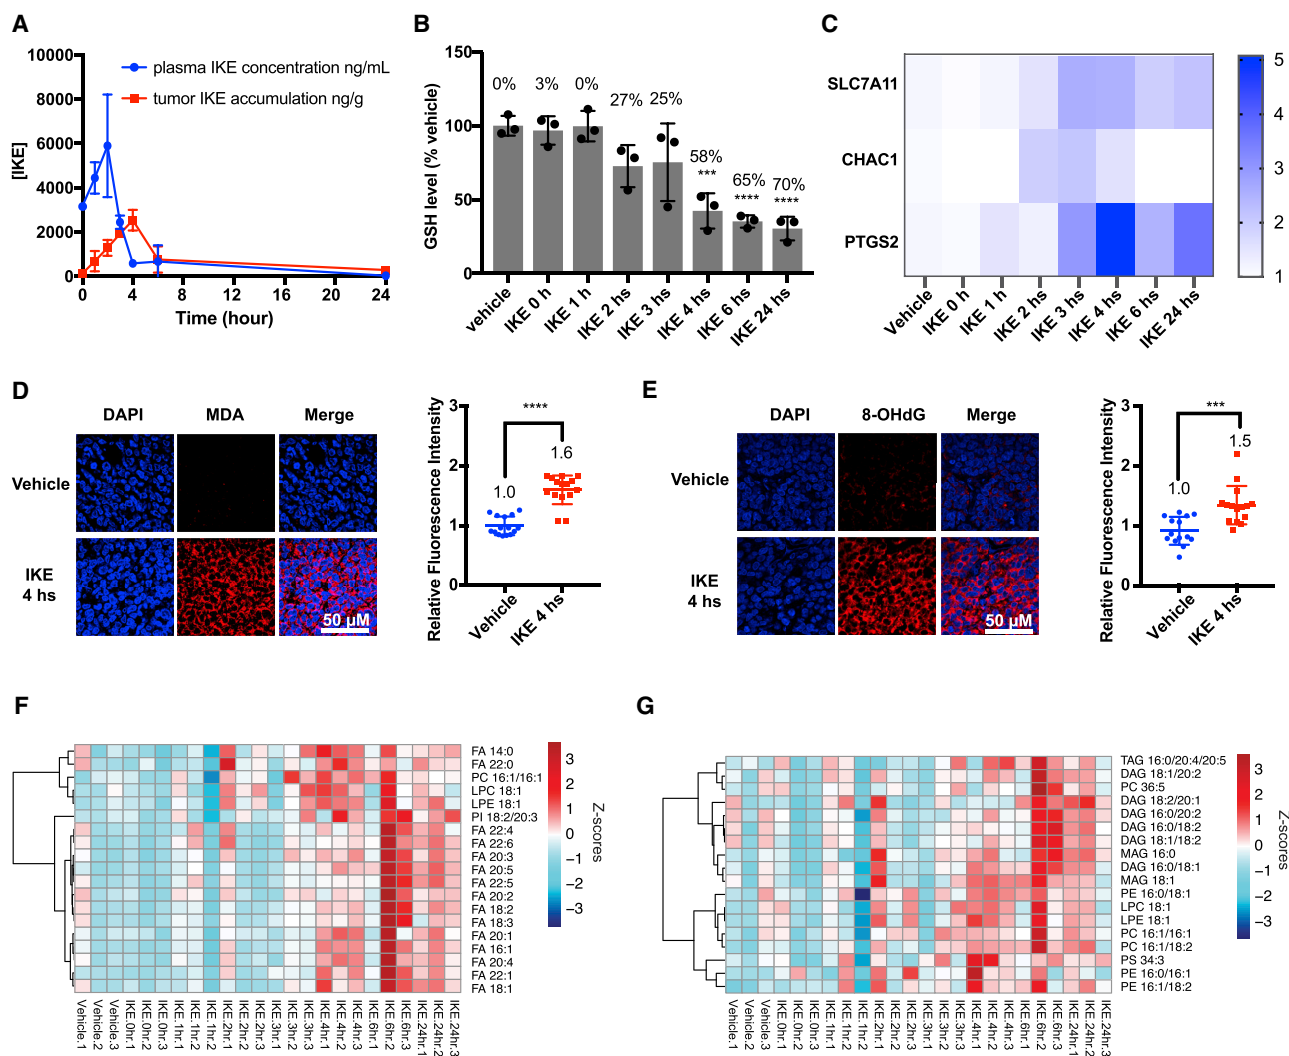 A
10000
8000
6000
4000
2000
0
[IKE]
plasma IKE concentration ng/mL
tumor IKE accumulation ng/g
0 4 8 12 16 20 24
Time (hour)
B
150
100
50
0
GSH level (% vehicle)
0% 3% 0% 27% 25% 58% 65% 70%
*** **** ****
vehicle
IKE 0 h
IKE 1 h
IKE 2 hs
IKE 3 hs
IKE 4 hs
IKE 6 hs
IKE 24 hs
C
SLC7A11
CHAC1
PTGS2
Vehicle
IKE 0 h
IKE 1 h
IKE 2 hs
IKE 3 hs
IKE 4 hs
IKE 6 hs
IKE 24 hs
5
4
3
2
1
D
DAPI MDA Merge
Vehicle
IKE
4 hs
50 µM
Relative Fluorescence Intensity
3
2
1
0
****
1.0
1.6
Vehicle
IKE 4 hs
E
DAPI 8-OHdG Merge
Vehicle
IKE
4 hs
50 µM
Relative Fluorescence Intensity
3
2
1
0
***
1.0
1.5
Vehicle
IKE 4 hs
F
FA 14:0
FA 22:0
PC 16:1/16:1
LPC 18:1
LPE 18:1
PI 18:2/20:3
FA 22:4
FA 22:6
FA 20:3
FA 20:5
FA 22:5
FA 20:2
FA 18:2
FA 18:3
FA 20:1
FA 16:1
FA 20:4
FA 22:1
FA 18:1
Vehicle.1
Vehicle.2
Vehicle.3
IKE.0hr.1
IKE.0hr.2
IKE.0hr.3
IKE.1hr.1
IKE.1hr.2
IKE.2hr.1
IKE.2hr.2
IKE.2hr.3
IKE.3hr.1
IKE.3hr.2
IKE.3hr.3
IKE.4hr.1
IKE.4hr.2
IKE.4hr.3
IKE.6hr.1
IKE.6hr.2
IKE.6hr.3
IKE.24hr.1
IKE.24hr.2
IKE.24hr.3
3
2
1
0
−1
−2
−3
Z-scores
G
TAG 16:0/20:4/20:5
DAG 18:1/20:2
PC 36:5
DAG 18:2/20:1
DAG 16:0/20:2
DAG 16:0/18:2
DAG 18:1/18:2
MAG 16:0
DAG 16:0/18:1
MAG 18:1
PE 16:0/18:1
LPC 18:1
LPE 18:1
PC 16:1/16:1
PC 16:1/18:2
PS 34:3
PE 16:0/16:1
PE 16:1/18:2
Vehicle.1
Vehicle.2
Vehicle.3
IKE.0hr.1
IKE.0hr.2
IKE.0hr.3
IKE.1hr.1
IKE.1hr.2
IKE.1hr.2
IKE.2hr.1
IKE.2hr.2
IKE.2hr.3
IKE.3hr.1
IKE.3hr.2
IKE.3hr.3
IKE.4hr.1
IKE.4hr.2
IKE.4hr.3
IKE.6hr.1
IKE.6hr.2
IKE.6hr.3
IKE.24hr.1
IKE.24hr.2
IKE.24hr.3
3
2
1
0
−1
−2
−3
Z-scores